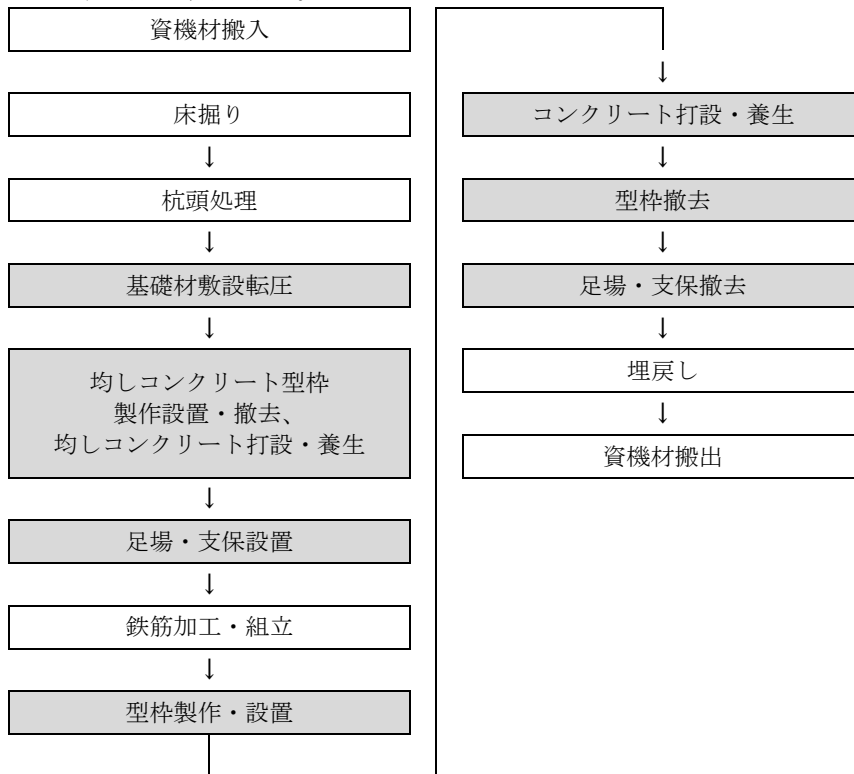 資機材搬入
床掘り
↓
杭頭処理
↓
基礎材敷設転圧
↓
均しコンクリート型枠
製作設置・撤去、
均しコンクリート打設・養生
↓
足場・支保設置
↓
鉄筋加工・組立
↓
型枠製作・設置
↓
コンクリート打設・養生
↓
型枠撤去
↓
足場・支保撤去
↓
埋戻し
↓
資機材搬出